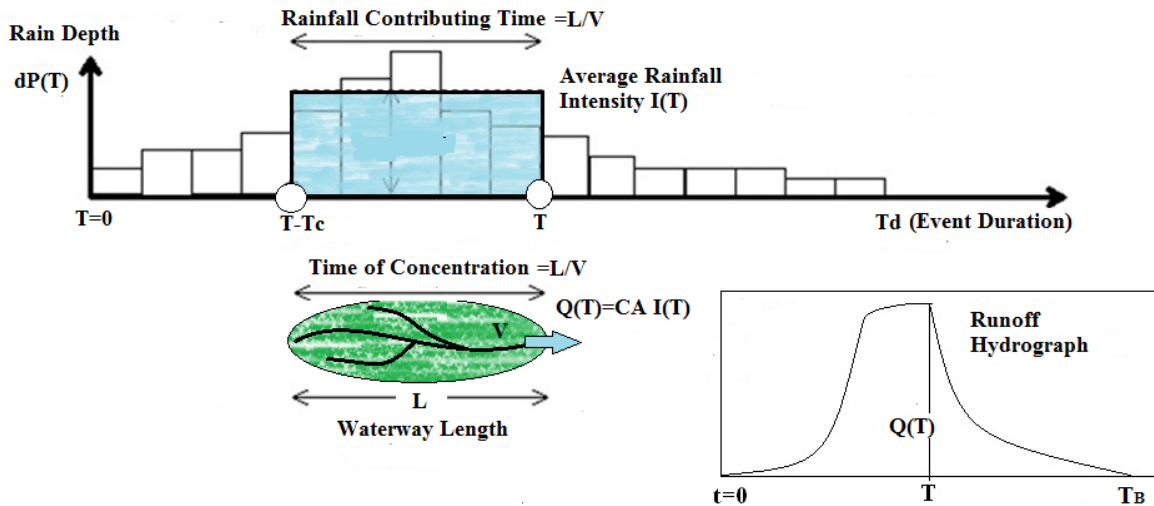 Rainfall Contributing Time =L/V
Rain Depth
dP(T)
Average Rainfall
Intensity I(T)
T=0
T-Tc
T
Td (Event Duration)
Time of Concentration =L/V
Q(T)=CA I(T)
V
L
Waterway Length
Runoff
Hydrograph
Q(T)
t=0
T
TB